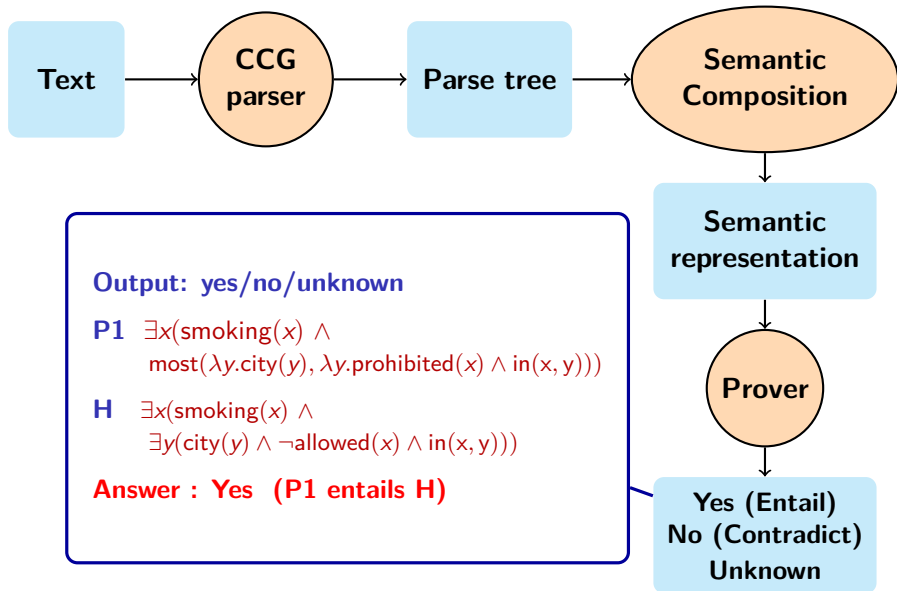 Text
CCG
parser
Parse tree
Semantic
Composition
Semantic
representation
Output: yes/no/unknown
P1 ∃x(smoking(x) ∧
most(λy.city(y), λy.prohibited(x) ∧ in(x, y)))
H ∃x(smoking(x) ∧
∃y(city(y) ∧ ¬allowed(x) ∧ in(x, y)))
Answer : Yes (P1 entails H)
Prover
Yes (Entail)
No (Contradict)
Unknown